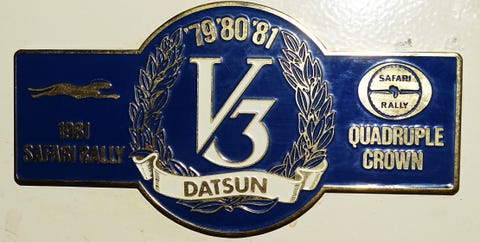 '79'80'81
V3
DATSUN
1981
SAFARI RALLY
SAFARI
RALLY
QUADRUPLE
CROWN